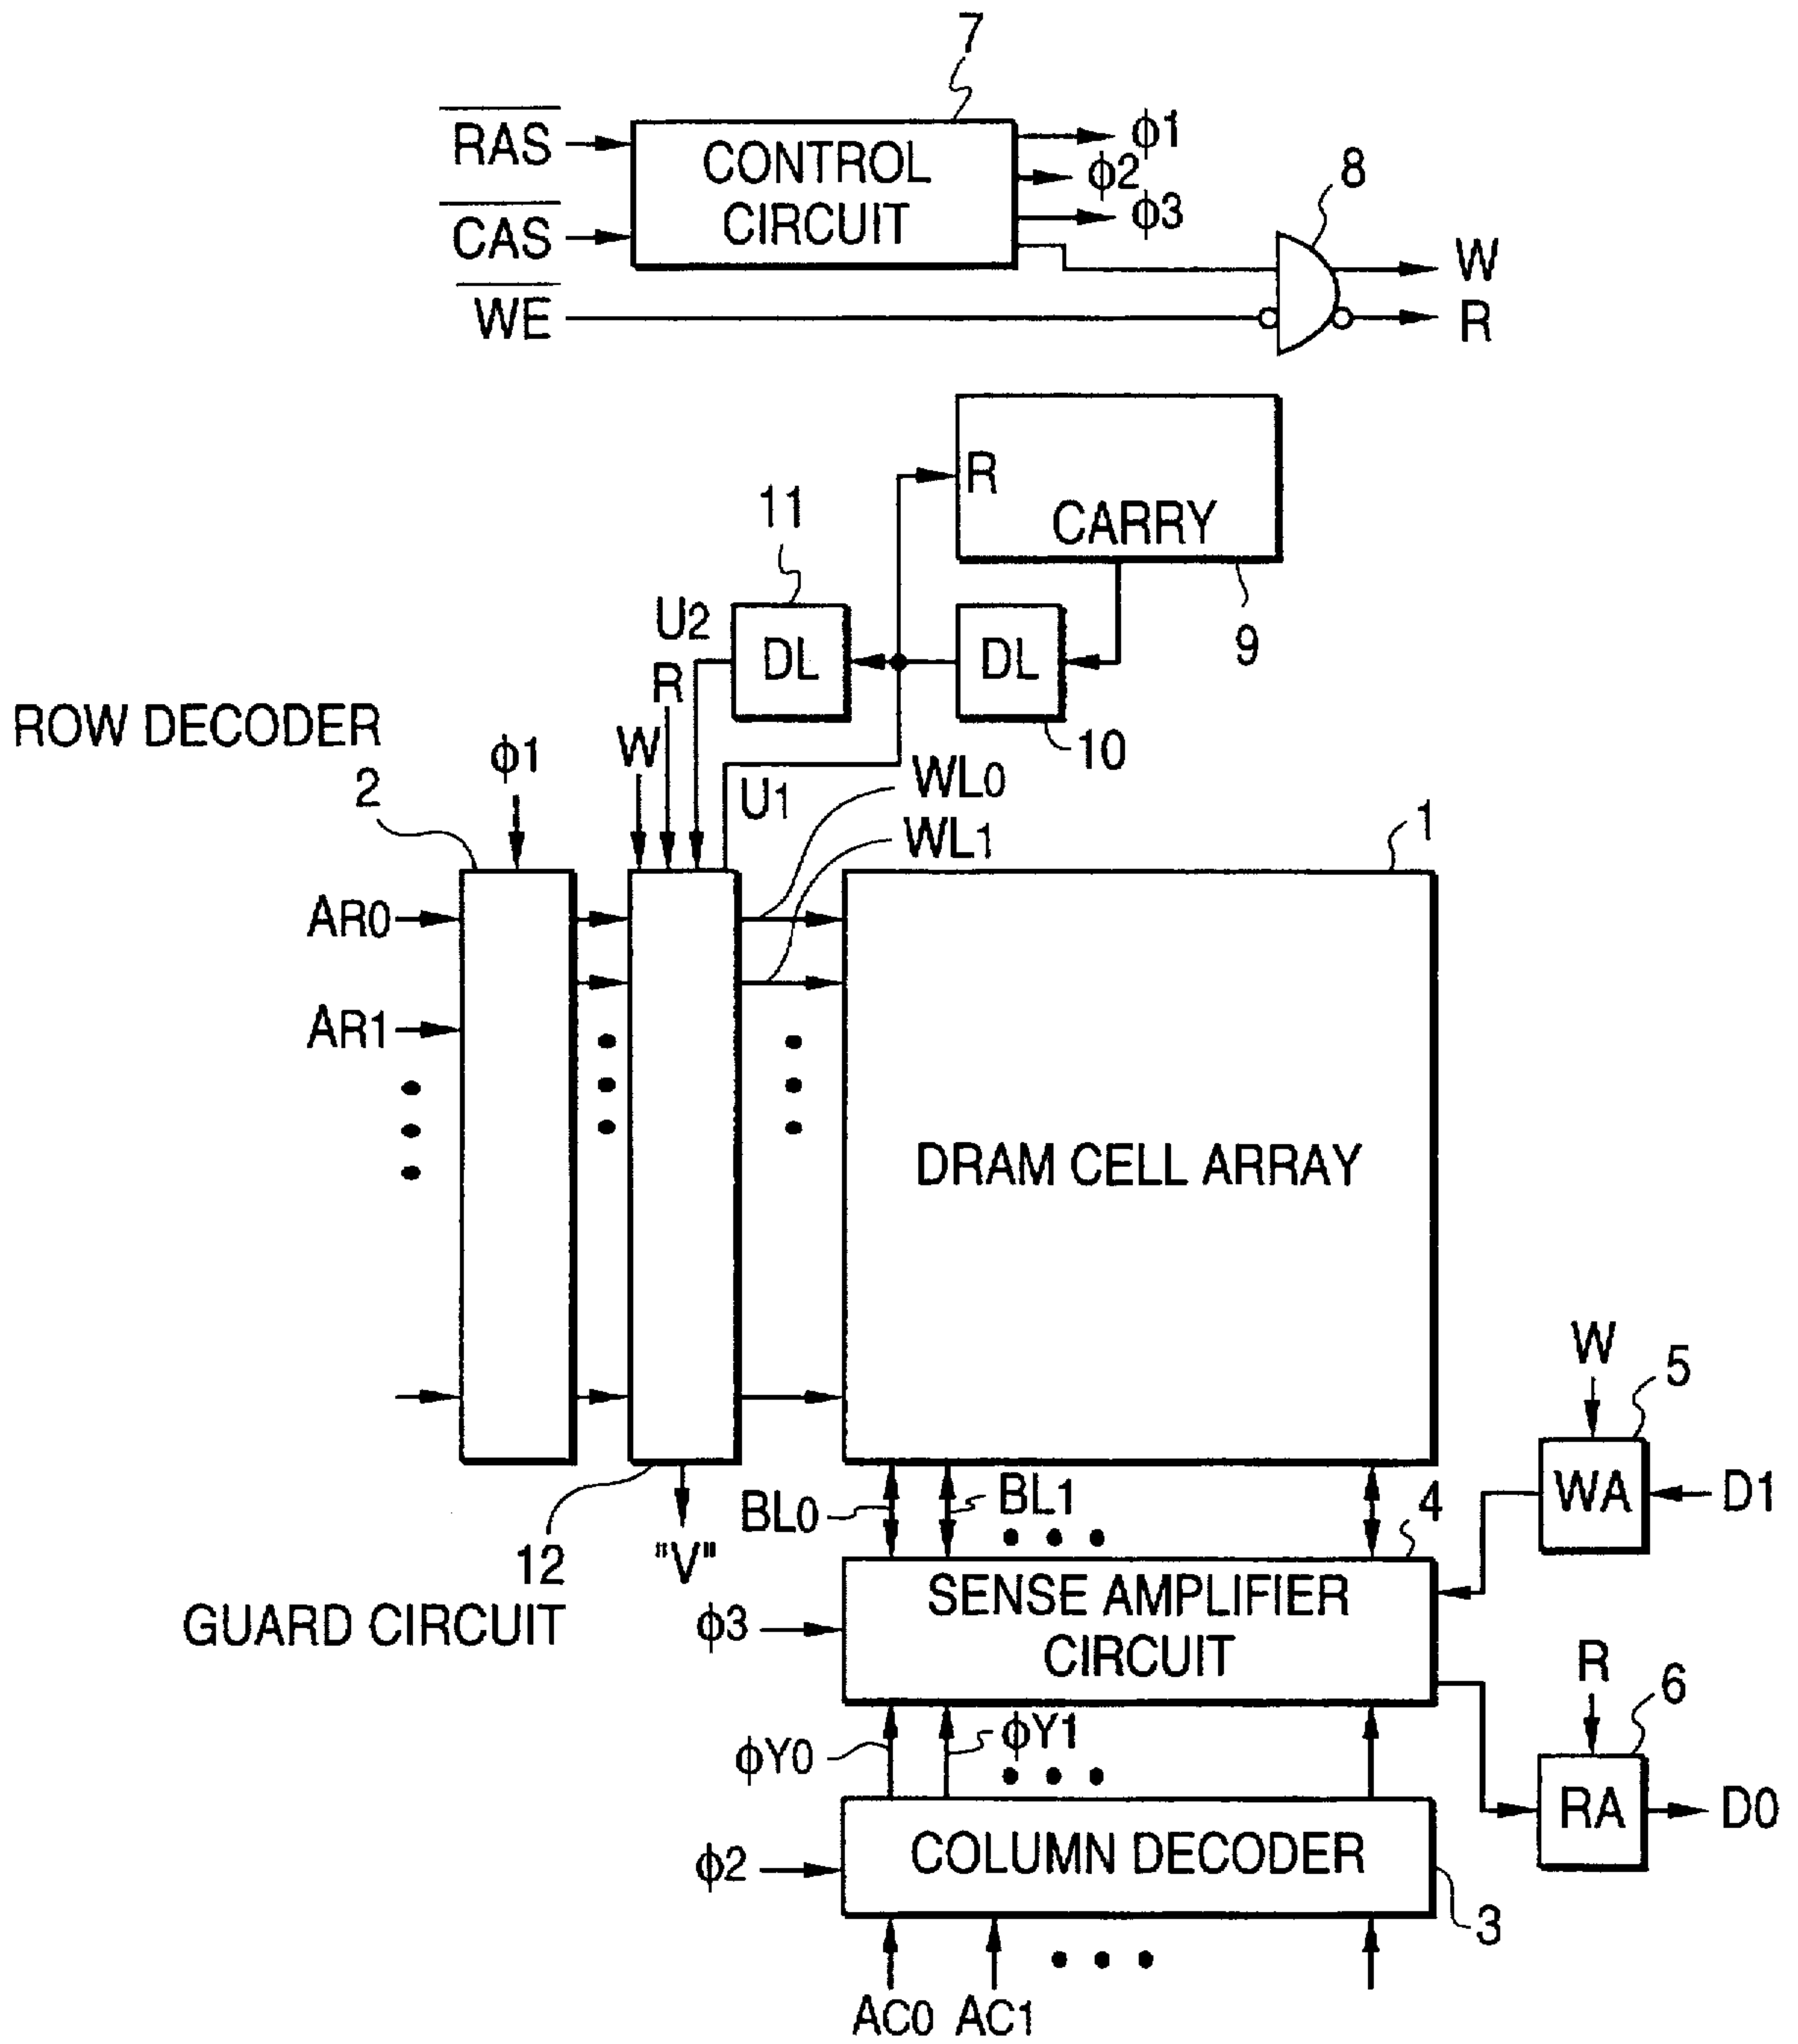 7
RAS
CONTROL
CIRCUIT
ϕ1
ϕ2
ϕ3
CAS
8
WE
W
R
R
CARRY
9
11
U2
DL
DL
10
R
W
ROW DECODER
2
ϕ1
U1
WL0
WL1
1
AR0
AR1
DRAM CELL ARRAY
W
5
WA
D1
BL0
BL1
4
12
"V"
GUARD CIRCUIT
SENSE AMPLIFIER
CIRCUIT
ϕ3
R
6
RA
D0
ϕY0
ϕY1
COLUMN DECODER
ϕ2
3
AC0
AC1